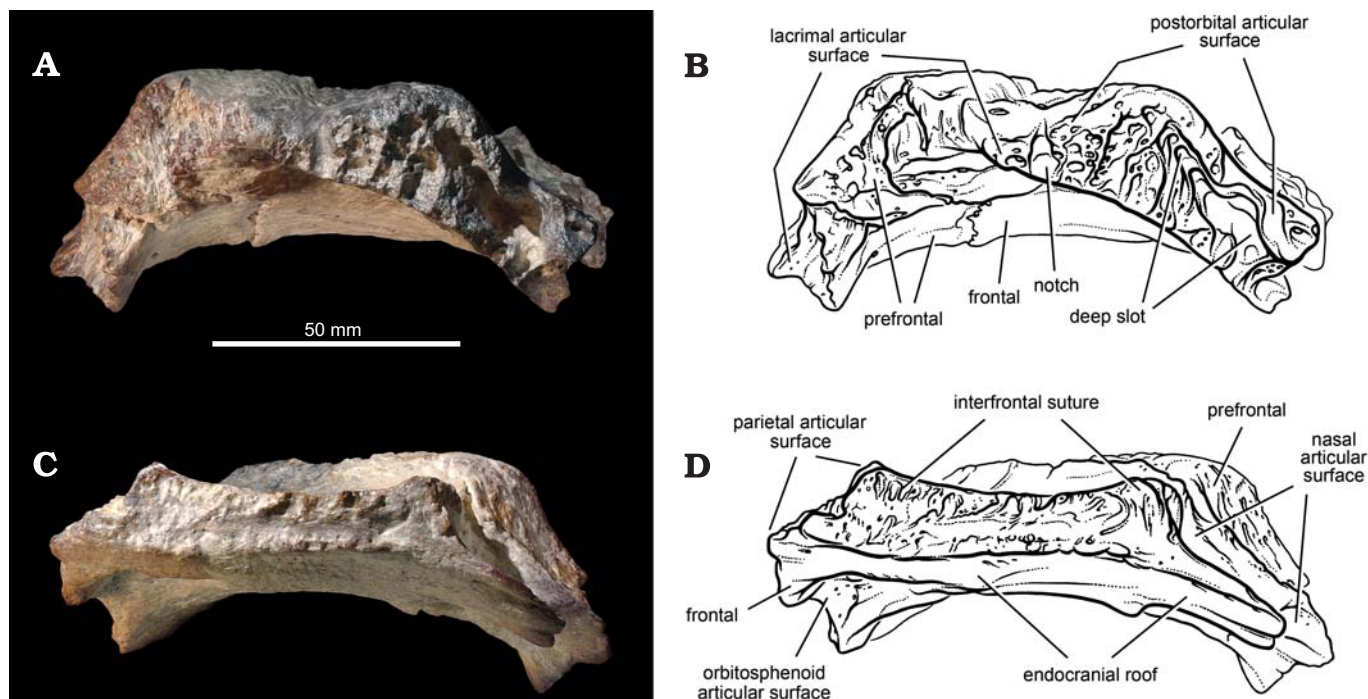 A
50 mm
B
lacrimal articular
surface
postorbital articular
surface
prefrontal
frontal
notch
deep slot
C
D
parietal articular
surface
interfrontal suture
prefrontal
nasal
articular
surface
frontal
orbitosphenoid
articular surface
endocranial roof